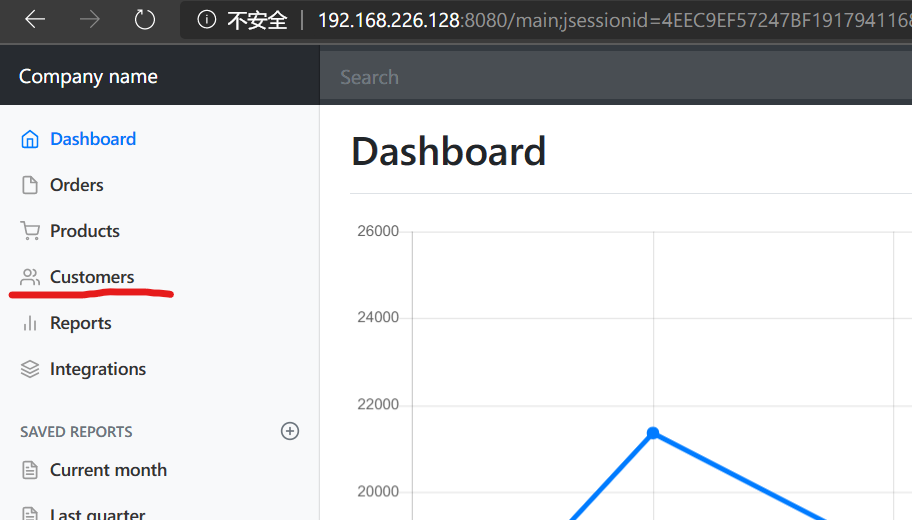 不安全 | 192.168.226.128:8080/main;jsessionid=4EEC9EF57247BF191794116
Company name
Search
Dashboard
Orders
Products
Customers
Reports
Integrations
SAVED REPORTS
Current month
Last quarter
Dashboard
26000
24000
22000
20000